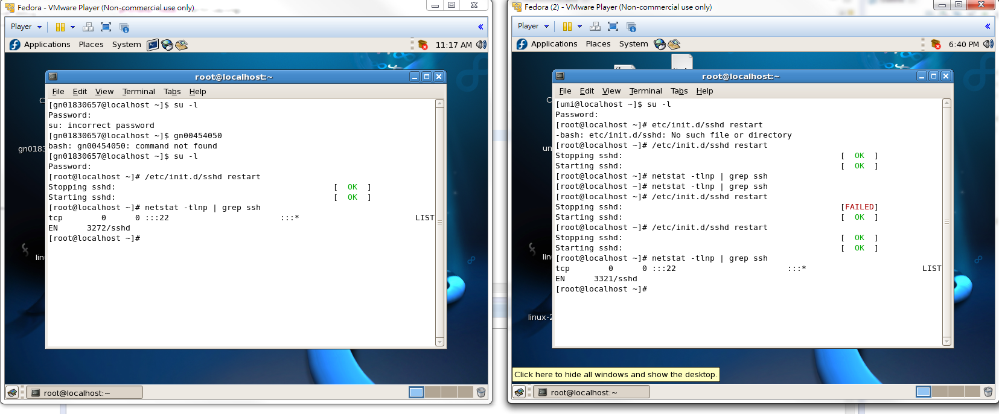 Fedora - VMware Player (Non-commercial use only)
Player
Applications Places System
11:17 AM
root@localhost:~
File Edit View Terminal Tabs Help
[gn01830657@localhost ~]$ su -l
Password:
su: incorrect password
[gn01830657@localhost ~]$ gn00454050
bash: gn00454050: command not found
[gn01830657@localhost ~]$ su -l
Password:
[root@localhost ~]# /etc/init.d/sshd restart
Stopping sshd: [ OK ]
Starting sshd: [ OK ]
[root@localhost ~]# netstat -tlnp | grep ssh
tcp 0 0 :::22 :::* LIST
EN 3272/sshd
[root@localhost ~]#
C
gn0183
lin
root@localhost:~
Fedora (2) - VMware Player (Non-commercial use only)
Player
Applications Places System
6:40 PM
root@localhost:~
File Edit View Terminal Tabs Help
[umi@localhost ~]$ su -l
Password:
[root@localhost ~]# etc/init.d/sshd restart
-bash: etc/init.d/sshd: No such file or directory
[root@localhost ~]# /etc/init.d/sshd restart
Stopping sshd: [ OK ]
Starting sshd: [ OK ]
[root@localhost ~]# netstat -tlnp | grep ssh
[root@localhost ~]# netstat -tlnp | grep ssh
[root@localhost ~]# /etc/init.d/sshd restart
Stopping sshd: [FAILED]
Starting sshd: [ OK ]
[root@localhost ~]# /etc/init.d/sshd restart
Stopping sshd: [ OK ]
Starting sshd: [ OK ]
[root@localhost ~]# netstat -tlnp | grep ssh
tcp 0 0 :::22 :::* LIST
EN 3321/sshd
[root@localhost ~]#
C
un
lin
linux-2
Click here to hide all windows and show the desktop.
root@localhost:~